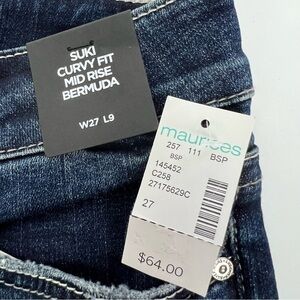 SUKI
CURVY FIT
MID RISE
BERMUDA
W27 L9
maurices
257 111 BSP
BSP
145452
C258
27175629C
27
$64.00